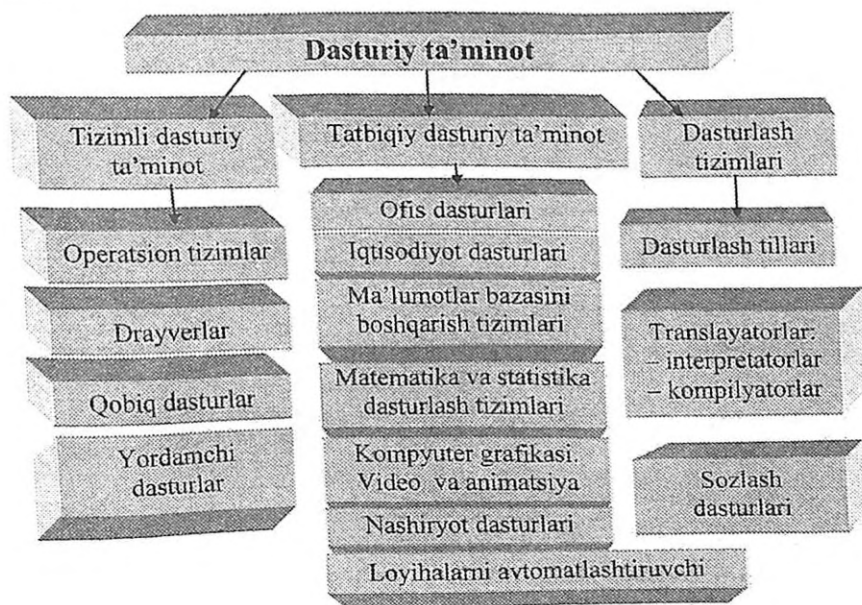 Dasturiy ta’minot
Tizimli dasturiy
ta’minot
Operatsion tizimlar
Drayverlar
Qobiq dasturlar
Yordamchi
dasturlar
Tatbiqiy dasturiy ta’minot
Ofis dasturlari
Iqtisodiyot dasturlari
Ma’lumotlar bazasini
boshqarish tizimlari
Matematika va statistika
dasturlash tizimlari
Kompyuter grafikasi.
Video va animatsiya
Nashiryot dasturlari
Loyihalarni avtomatlashtiruvchi
Dasturlash
tizimlari
Dasturlash tillari
Translayatorlar:
– interpretatorlar
– kompilyatorlar
Sozlash
dasturlari